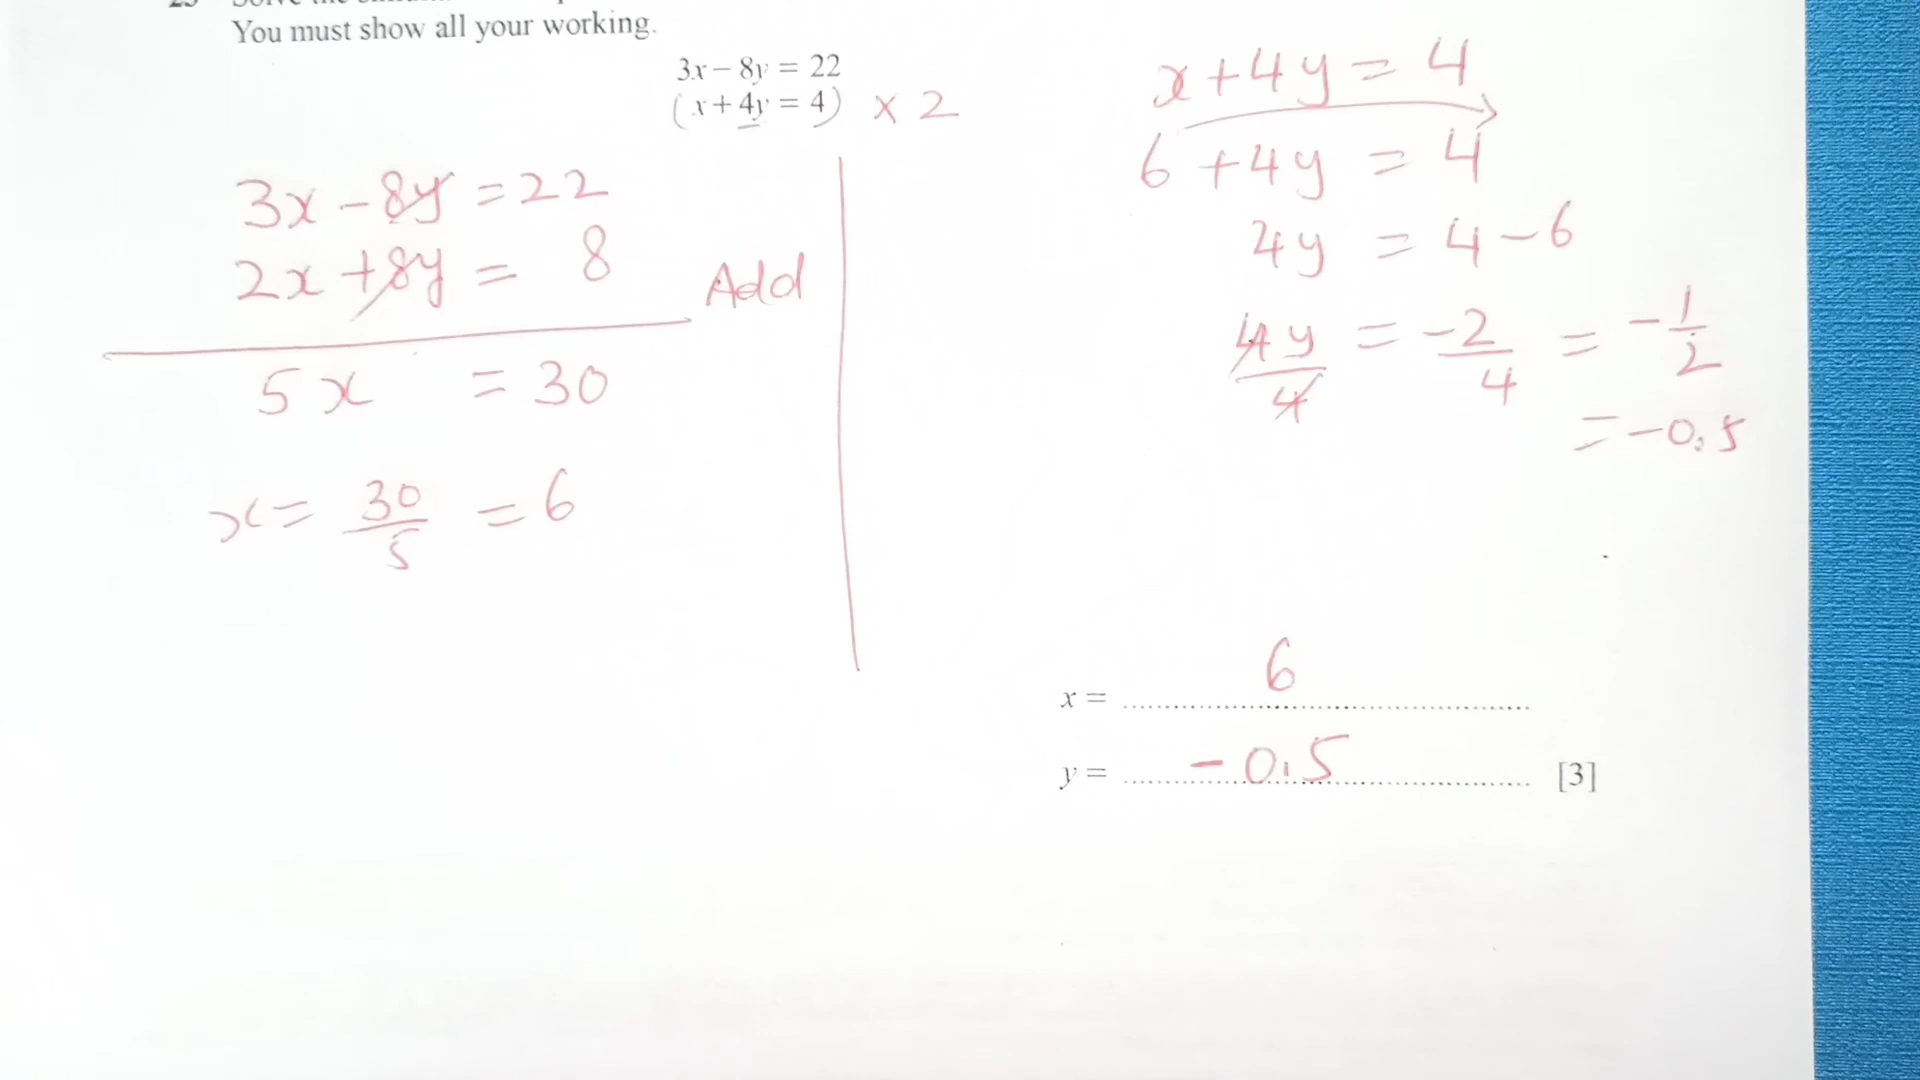 You must show all your working.
3x − 8y = 22
(x + 4y = 4) × 2
3x − 8y = 22
2x + 8y = 8 Add
5x = 30
x = 30/5 = 6
x + 4y = 4
6 + 4y = 4
4y = 4 − 6
4y/4 = −2/4 = −1/2
= −0.5
x = 6
y = −0.5 [3]